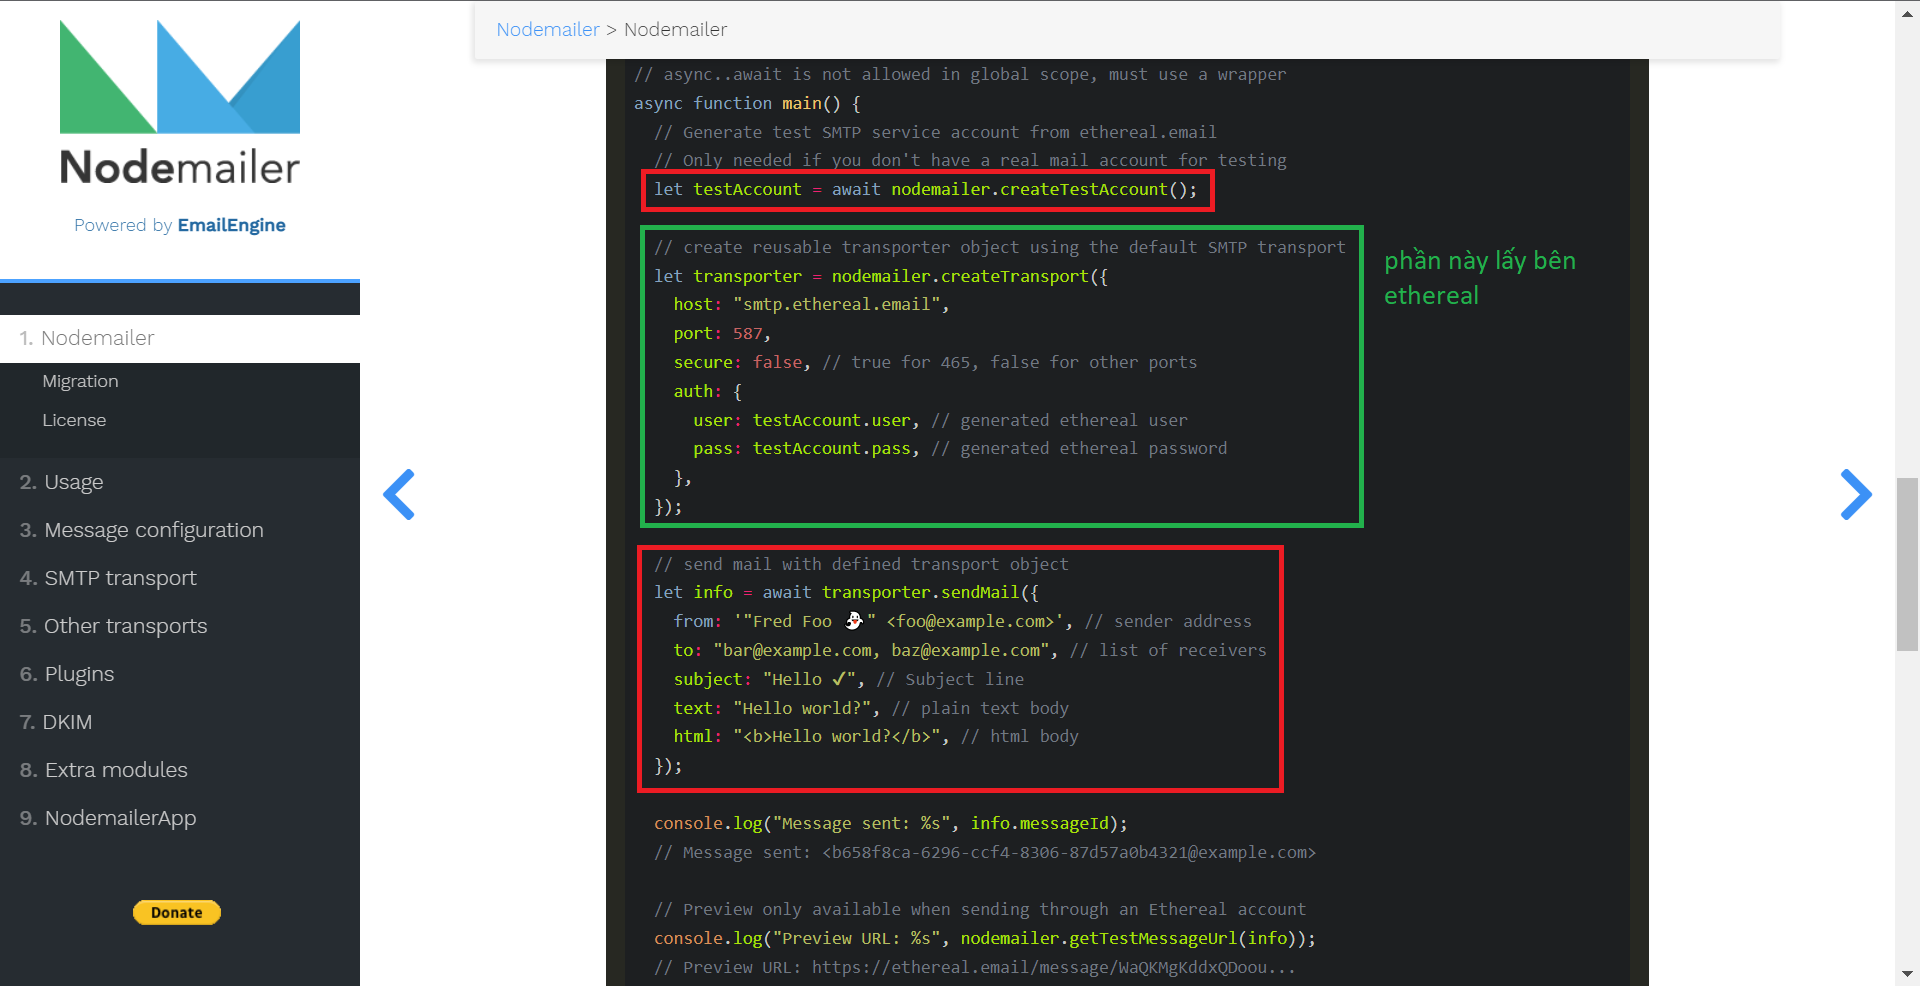 Nodemailer
Powered by EmailEngine
1. Nodemailer
Migration
License
2. Usage
3. Message configuration
4. SMTP transport
5. Other transports
6. Plugins
7. DKIM
8. Extra modules
9. NodemailerApp
Donate
Nodemailer > Nodemailer
// async..await is not allowed in global scope, must use a wrapper
async function main() {
// Generate test SMTP service account from ethereal.email
// Only needed if you don't have a real mail account for testing
let testAccount = await nodemailer.createTestAccount();
// create reusable transporter object using the default SMTP transport
let transporter = nodemailer.createTransport({
host: "smtp.ethereal.email",
port: 587,
secure: false, // true for 465, false for other ports
auth: {
user: testAccount.user, // generated ethereal user
pass: testAccount.pass, // generated ethereal password
},
});
phần này lấy bên
ethereal
// send mail with defined transport object
let info = await transporter.sendMail({
from: '"Fred Foo 👻" <foo@example.com>', // sender address
to: "bar@example.com, baz@example.com", // list of receivers
subject: "Hello ✔", // Subject line
text: "Hello world?", // plain text body
html: "<b>Hello world?</b>", // html body
});
console.log("Message sent: %s", info.messageId);
// Message sent: <b658f8ca-6296-ccf4-8306-87d57a0b4321@example.com>
// Preview only available when sending through an Ethereal account
console.log("Preview URL: %s", nodemailer.getTestMessageUrl(info));
// Preview URL: https://ethereal.email/message/WaQKMgKddxQDoou...